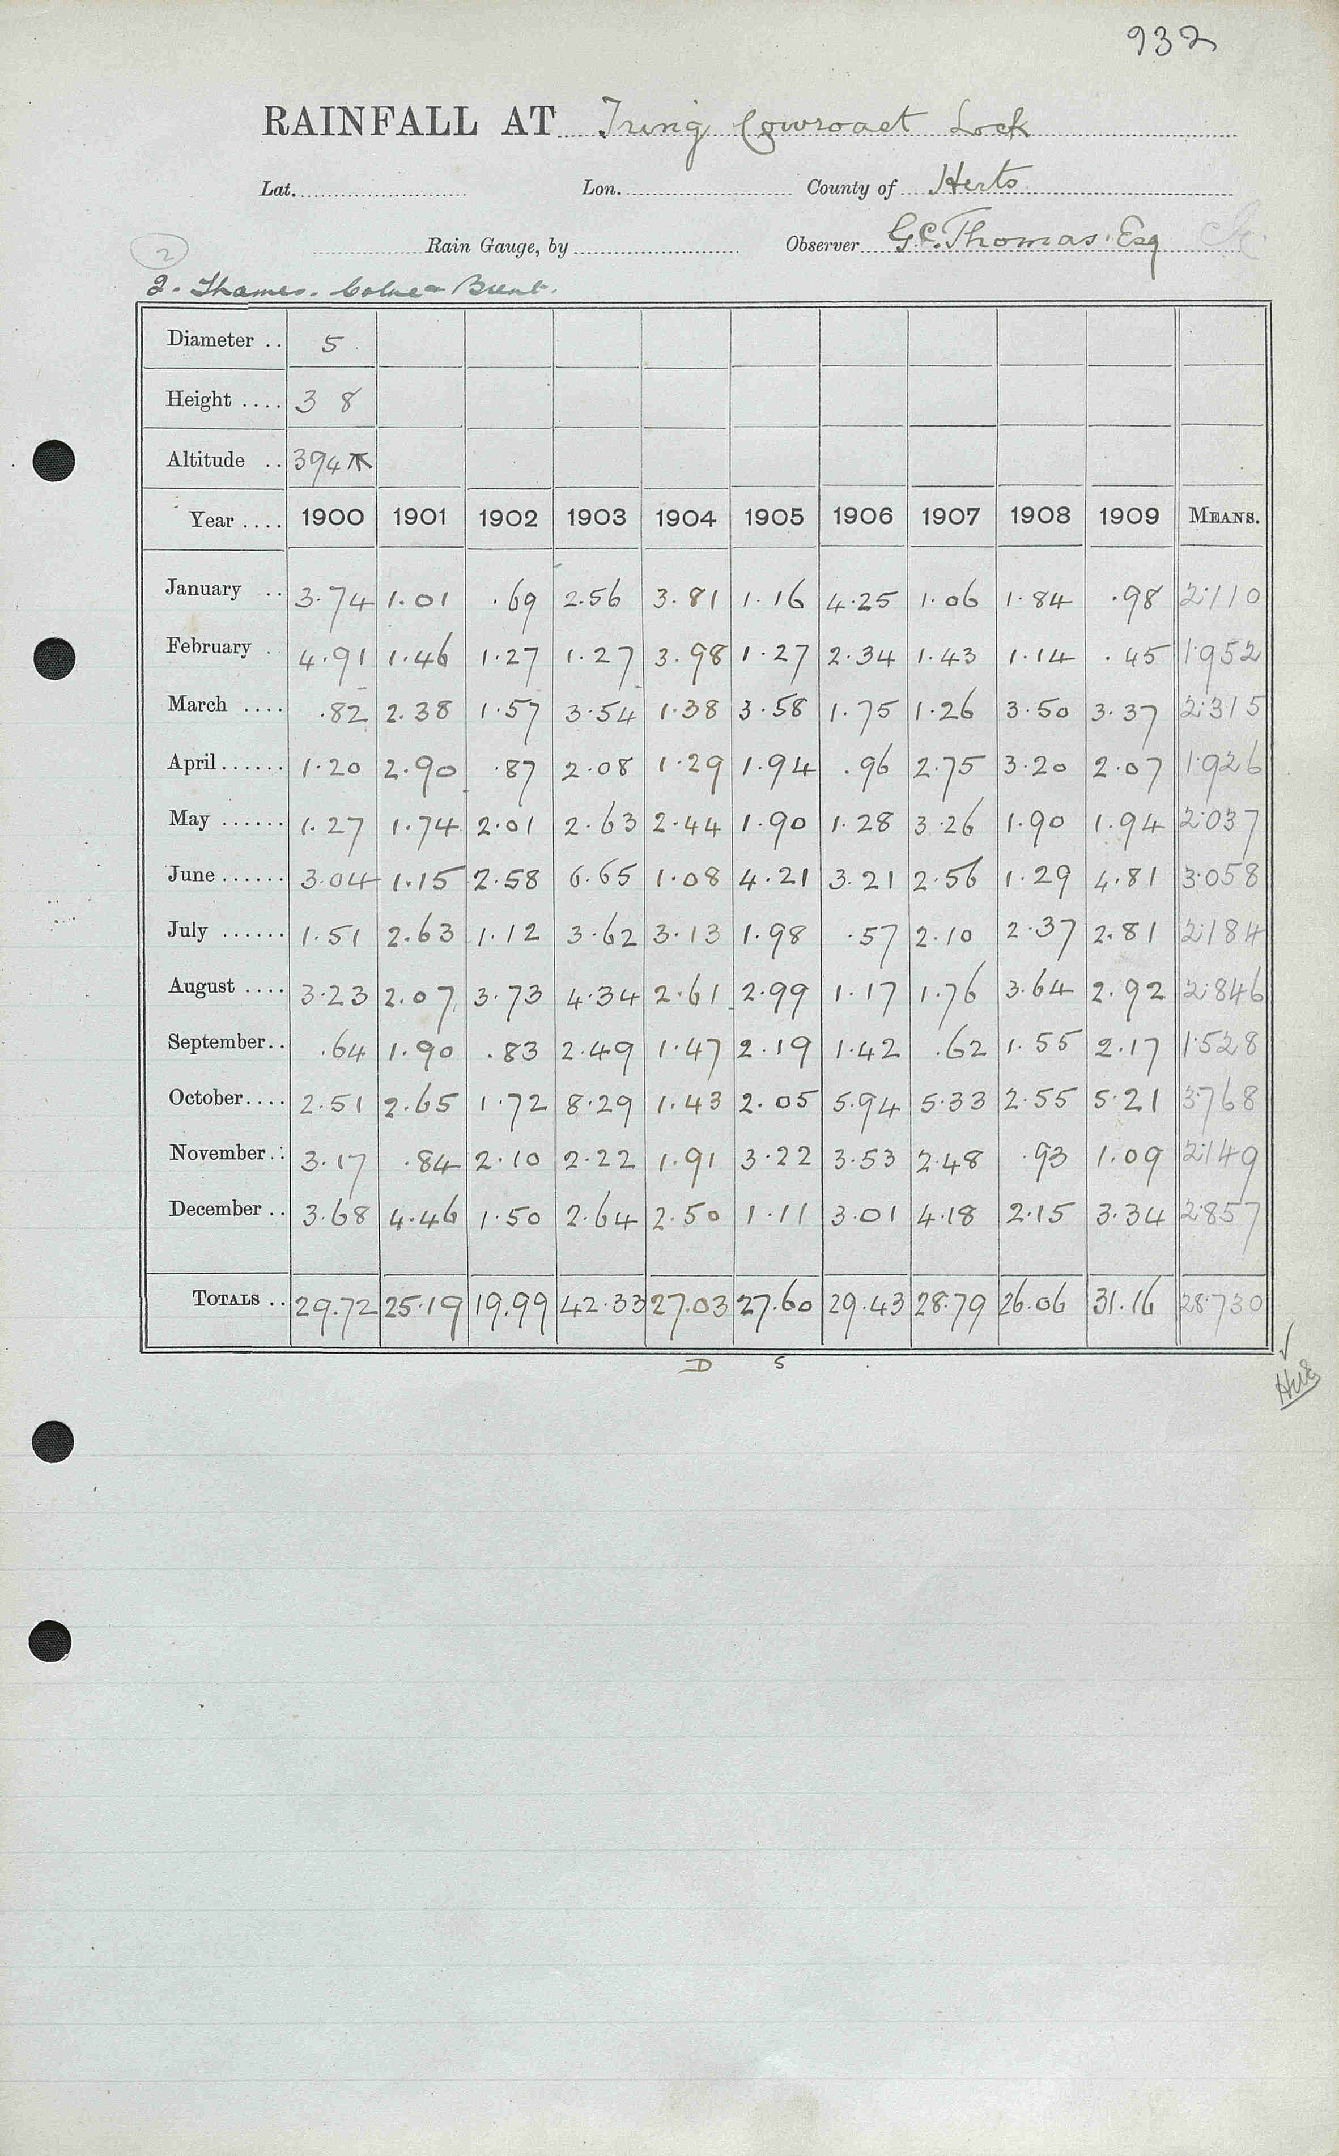 932
RAINFALL AT Tring Cowroast Lock
Lat. Lon. County of Herts
Rain Gauge, by Observer G.C. Thomas. Esq
2
2. Thames. Colne & Brent.
Diameter .. 5
Height .... 3 8
Altitude .. 394
Year .... 1900 1901 1902 1903 1904 1905 1906 1907 1908 1909 MEANS.
January .. 3.74 1.01 .69 2.56 3.81 1.16 4.25 1.06 1.84 .98 2.110
February . 4.91 1.46 1.27 1.27 3.98 1.27 2.34 1.43 1.14 .45 1.952
March .... .82 2.38 1.57 3.54 1.38 3.58 1.75 1.26 3.50 3.37 2.315
April...... 1.20 2.90 .87 2.08 1.29 1.94 .96 2.75 3.20 2.07 1.926
May ...... 1.27 1.74 2.01 2.63 2.44 1.90 1.28 3.26 1.90 1.94 2.037
June...... 3.04 1.15 2.58 6.65 1.08 4.21 3.21 2.56 1.29 4.81 3.058
July ...... 1.51 2.63 1.12 3.62 3.13 1.98 .57 2.10 2.37 2.81 2.184
August .... 3.23 2.07 3.73 4.34 2.61 2.99 1.17 1.76 3.64 2.92 2.846
September.. .64 1.90 .83 2.49 1.47 2.19 1.42 .62 1.55 2.17 1.528
October.... 2.51 2.65 1.72 8.29 1.43 2.05 5.94 5.33 2.55 5.21 3.768
November.. 3.17 .84 2.10 2.22 1.91 3.22 3.53 2.48 .93 1.09 2.149
December .. 3.68 4.46 1.50 2.64 2.50 1.11 3.01 4.18 2.15 3.34 2.857
TOTALS .. 29.72 25.19 19.99 42.33 27.03 27.60 29.43 28.79 26.06 31.16 28.730
D S